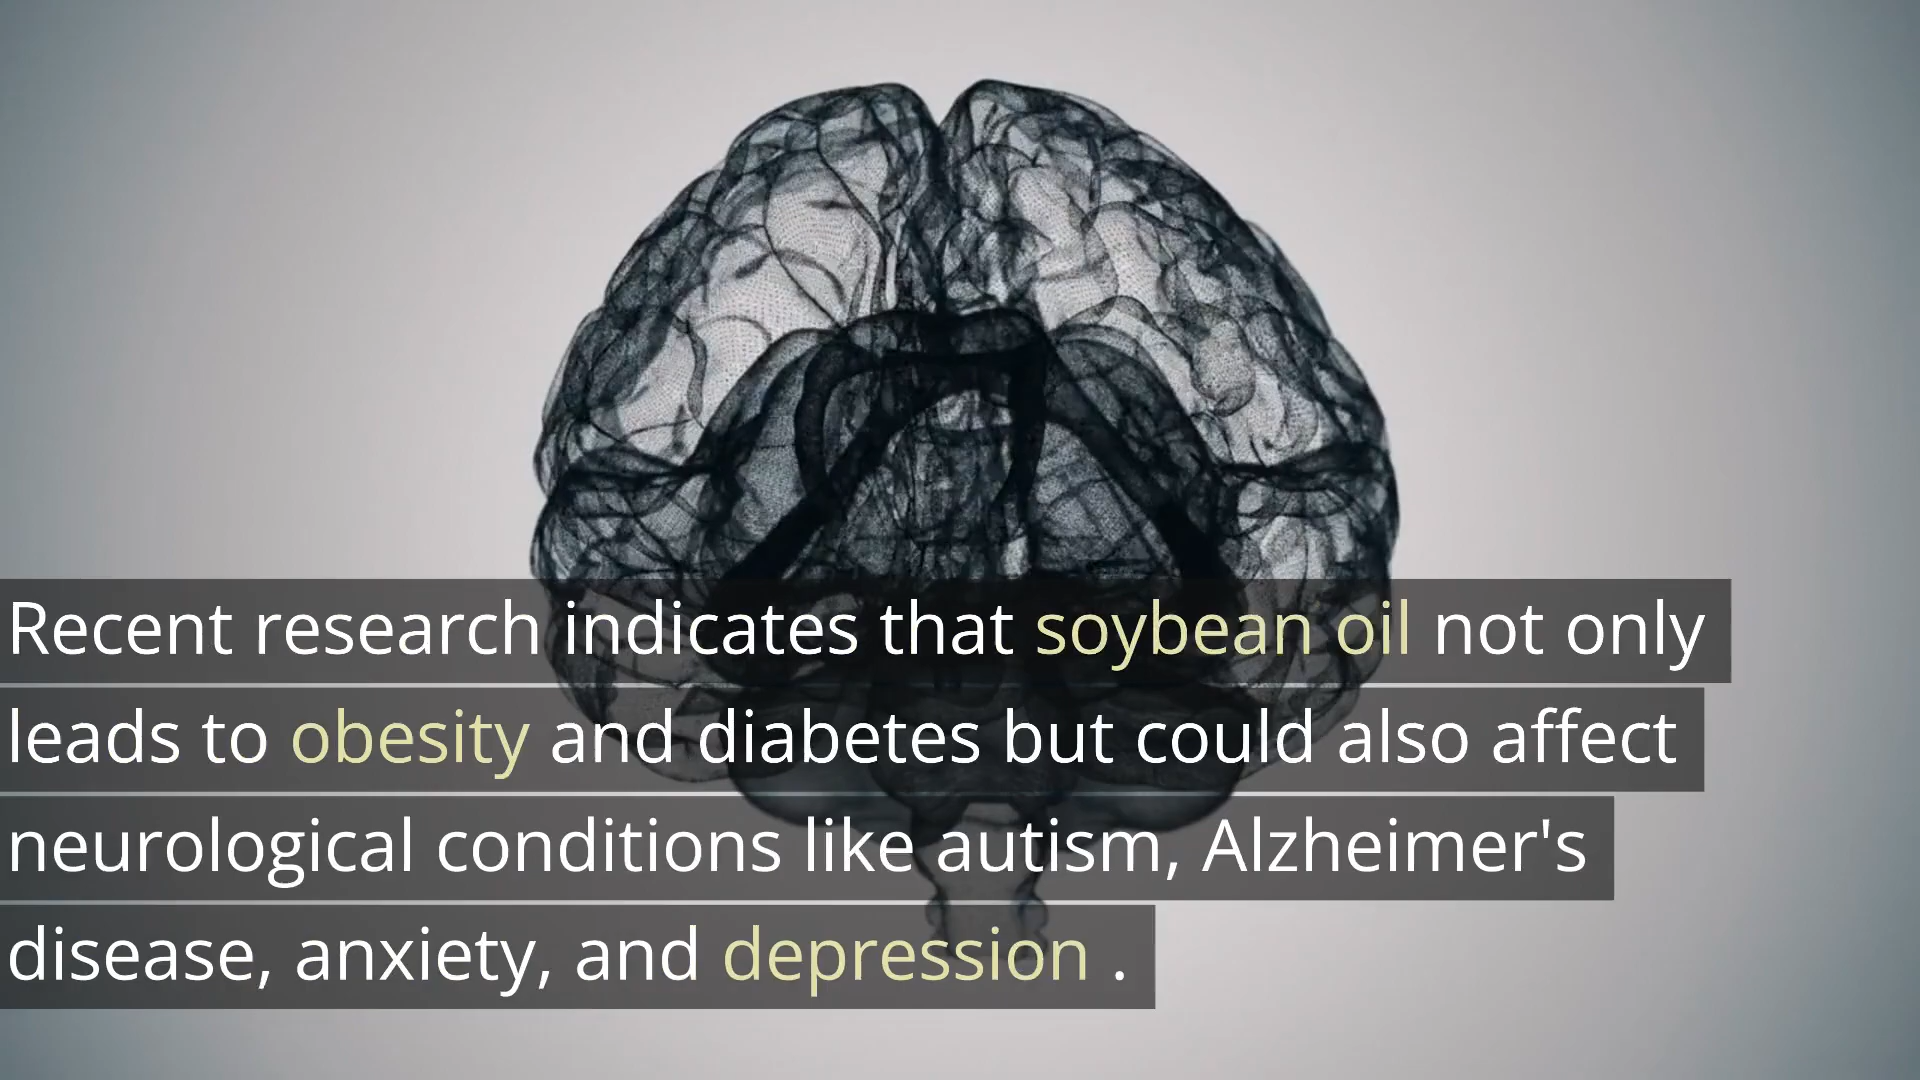 Recent research indicates that soybean oil not only
leads to obesity and diabetes but could also affect
neurological conditions like autism, Alzheimer's
disease, anxiety, and depression .